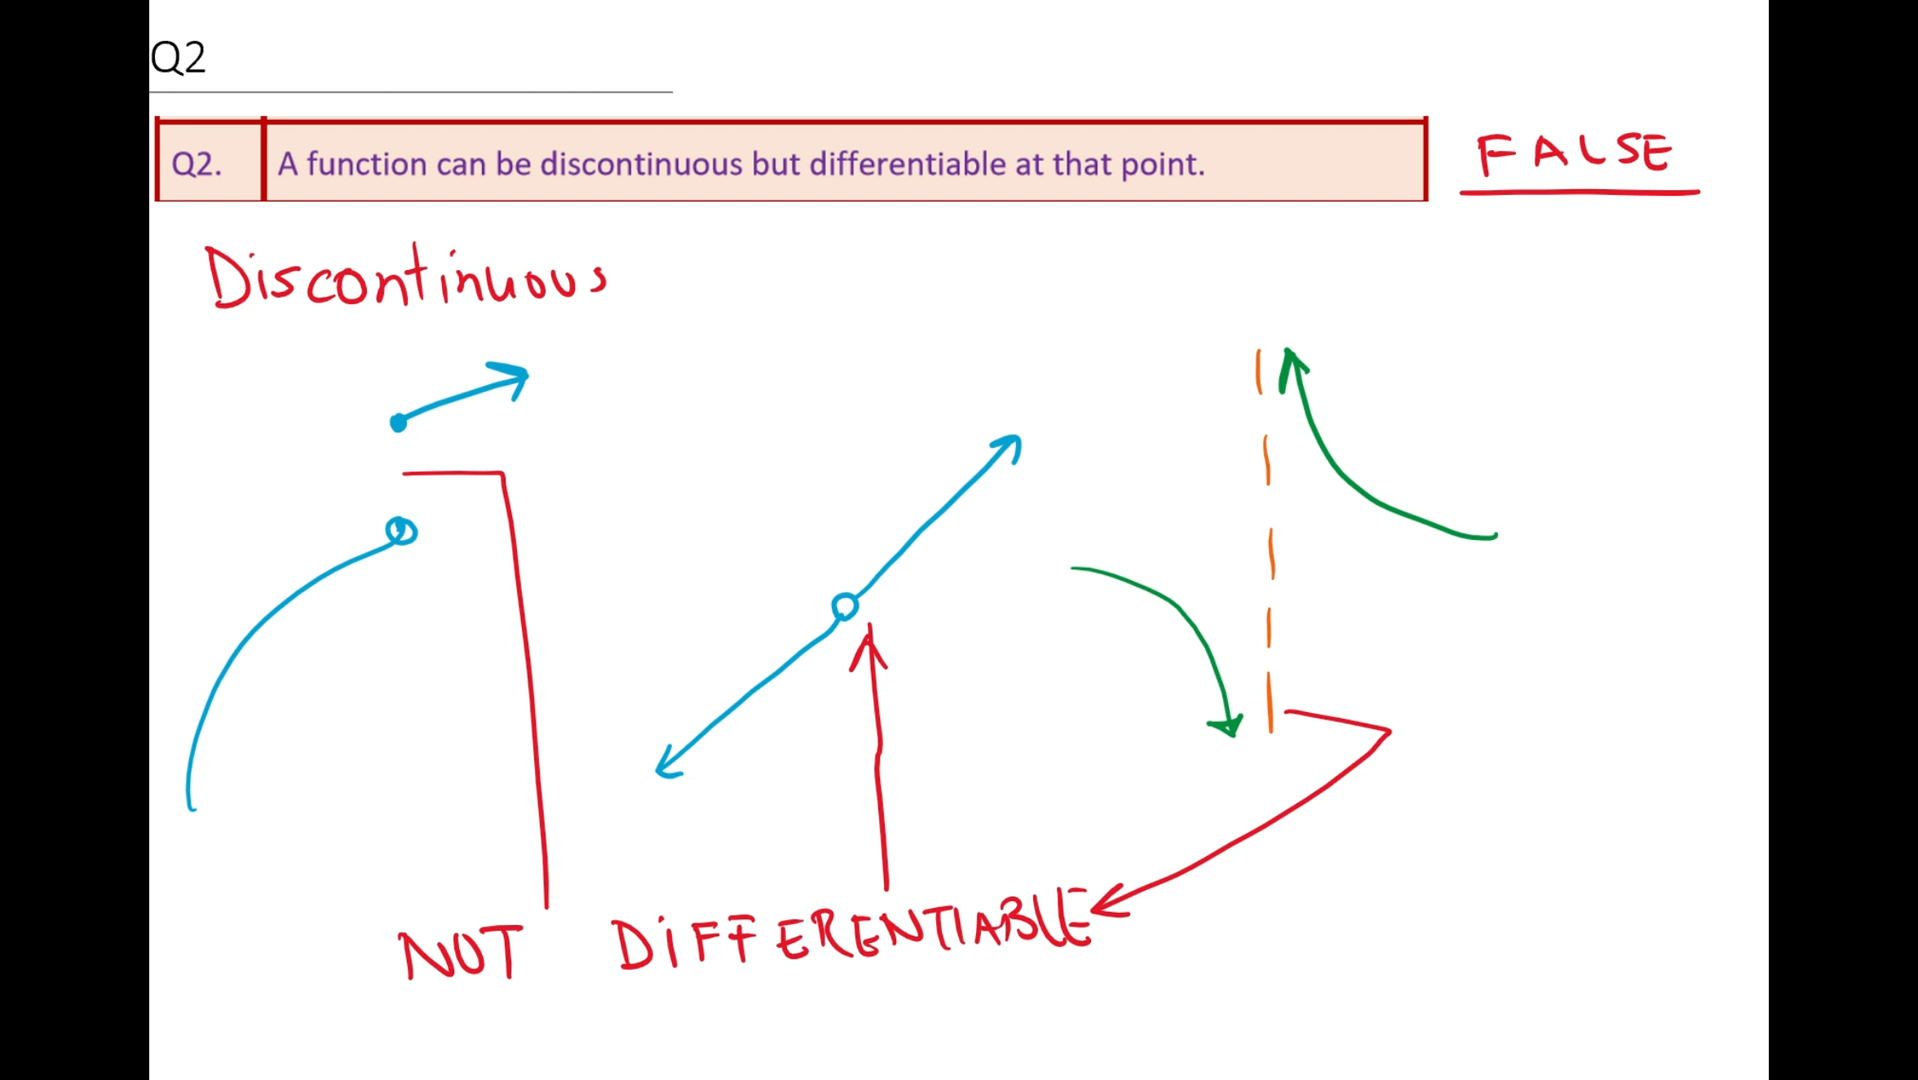 Q2
Q2. A function can be discontinuous but differentiable at that point.
FALSE
Discontinuous
NOT DIFFERENTIABLE